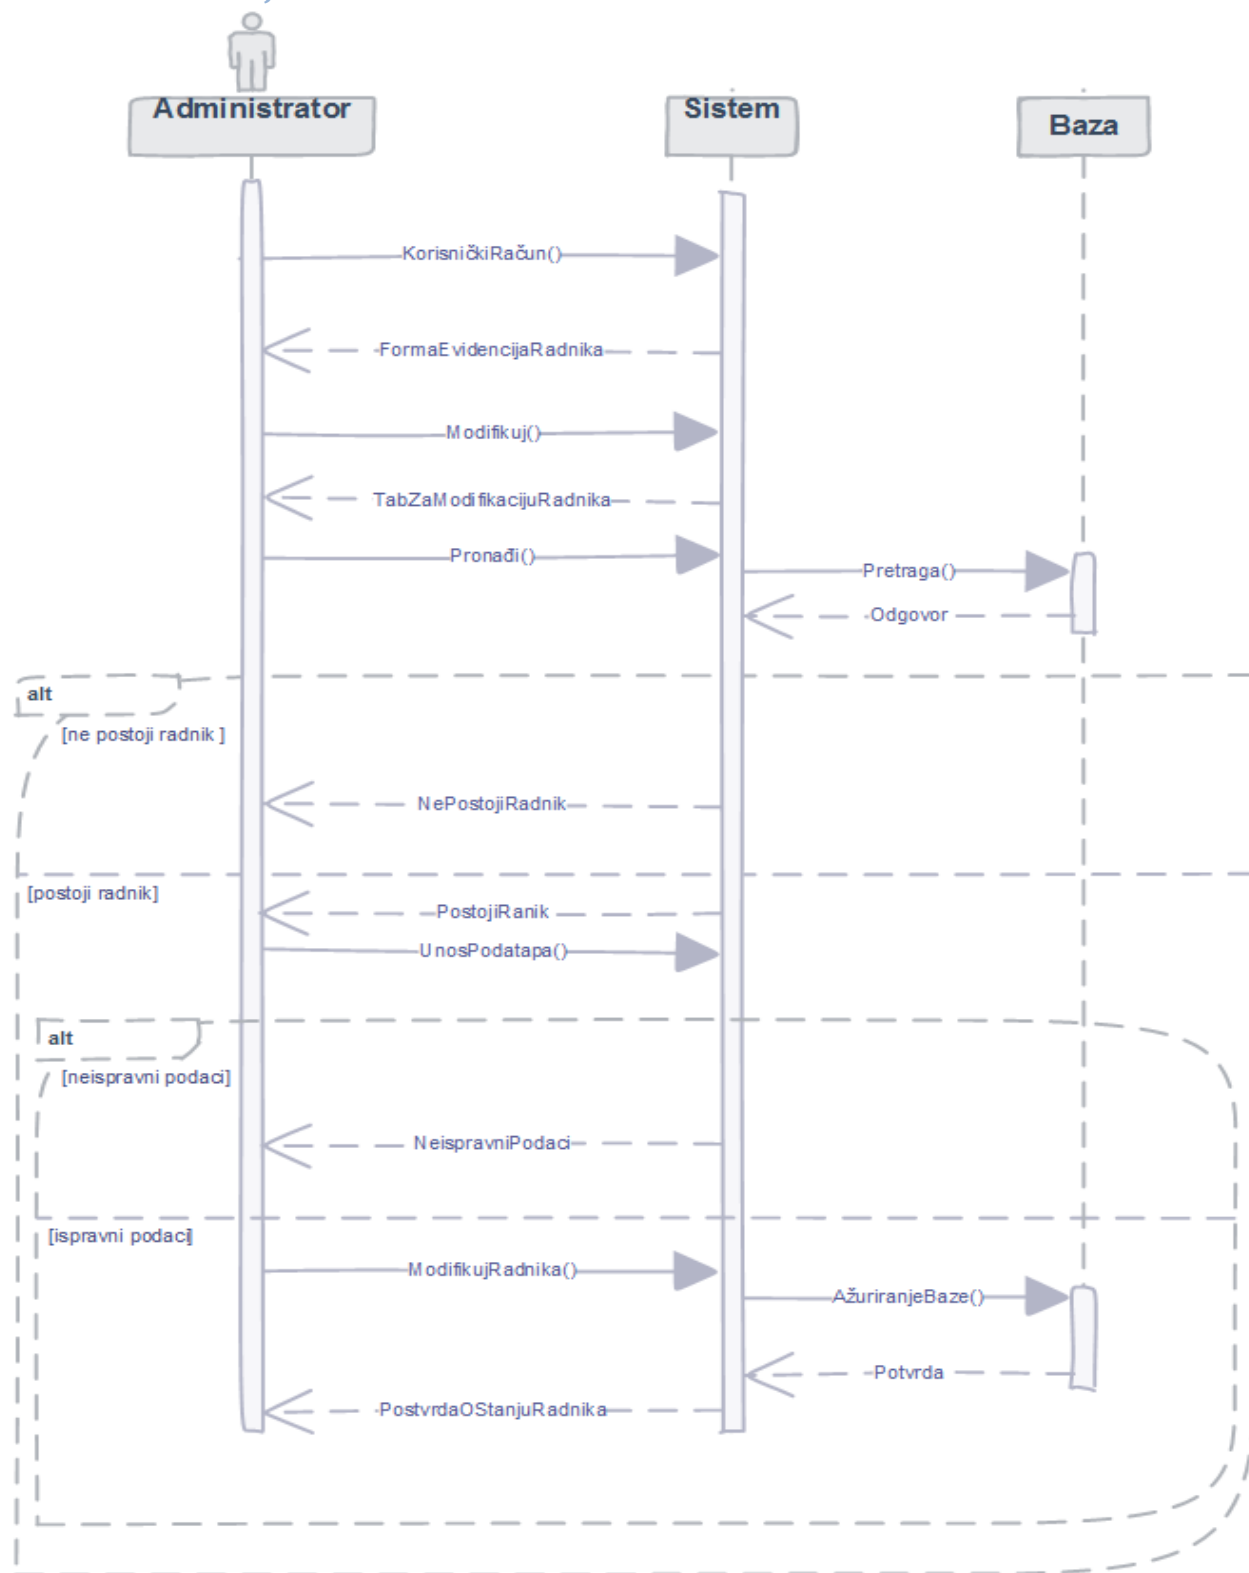 Administrator
Sistem
Baza
KorisničkiRačun()
FormaEvidencijaRadnika
Modifikuj()
TabZaModifikacijuRadnika
Pronađi()
Pretraga()
Odgovor
alt
[ne postoji radnik ]
NePostojiRadnik
[postoji radnik]
PostojiRanik
UnosPodatapa()
alt
[neispravni podaci]
NeispravniPodaci
[ispravni podaci]
ModifikujRadnika()
AžuriranjeBaze()
Potvrda
PostvrdaOStanjuRadnika